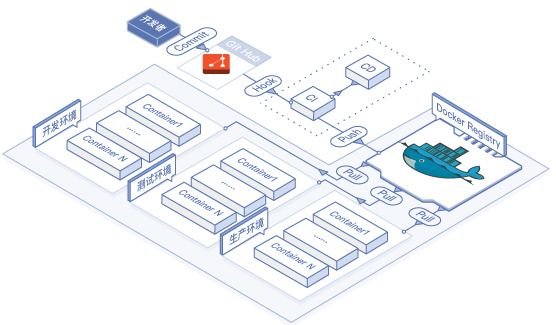 开发者
Commit
Git Hub
Hook
CI
CD
Push
Docker Registry
开发环境
Container1
......
Container N
测试环境
Container1
......
Container N
生产环境
Container1
......
Container N
Pull
Pull
Pull